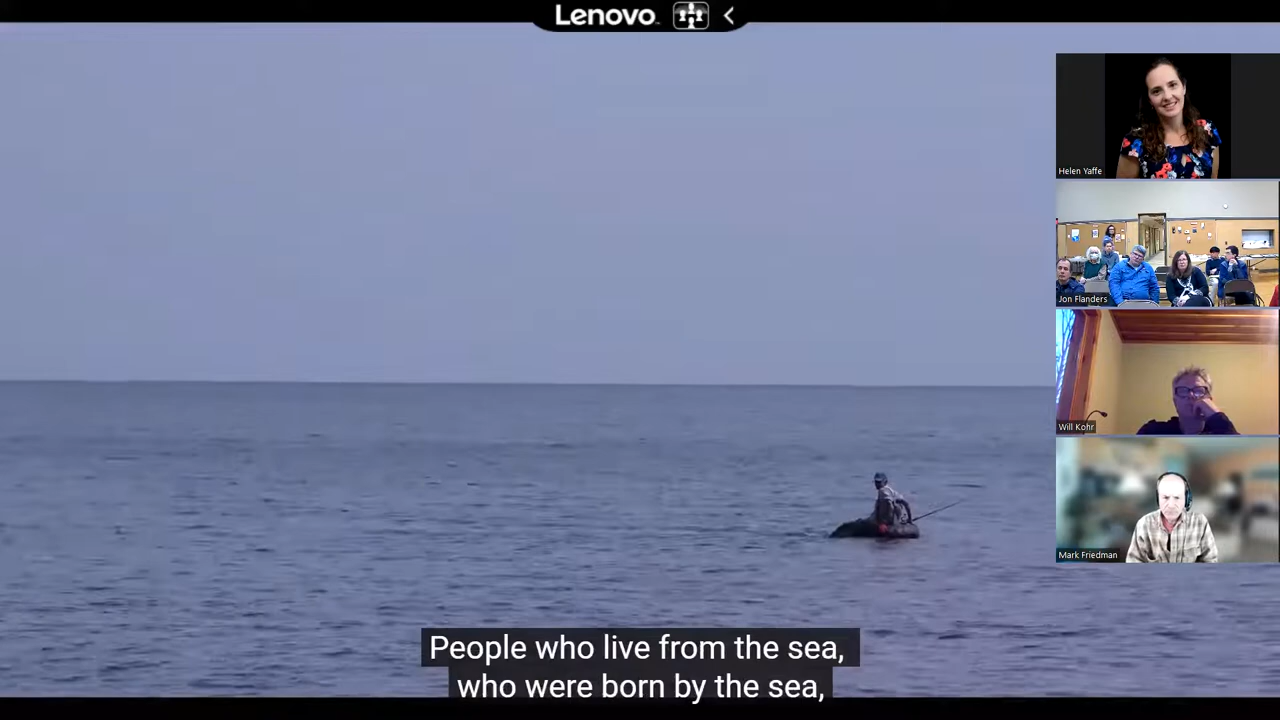 Lenovo
Helen Yaffe
Jon Flanders
Will Kohr
Mark Friedman
People who live from the sea,
who were born by the sea,